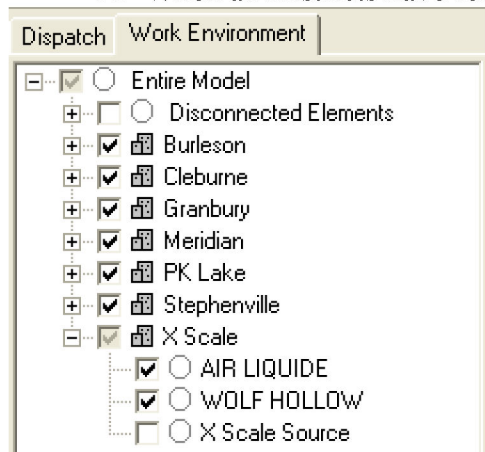 Dispatch Work Environment
Entire Model
Disconnected Elements
Burleson
Cleburne
Granbury
Meridian
PK Lake
Stephenville
X Scale
AIR LIQUIDE
WOLF HOLLOW
X Scale Source